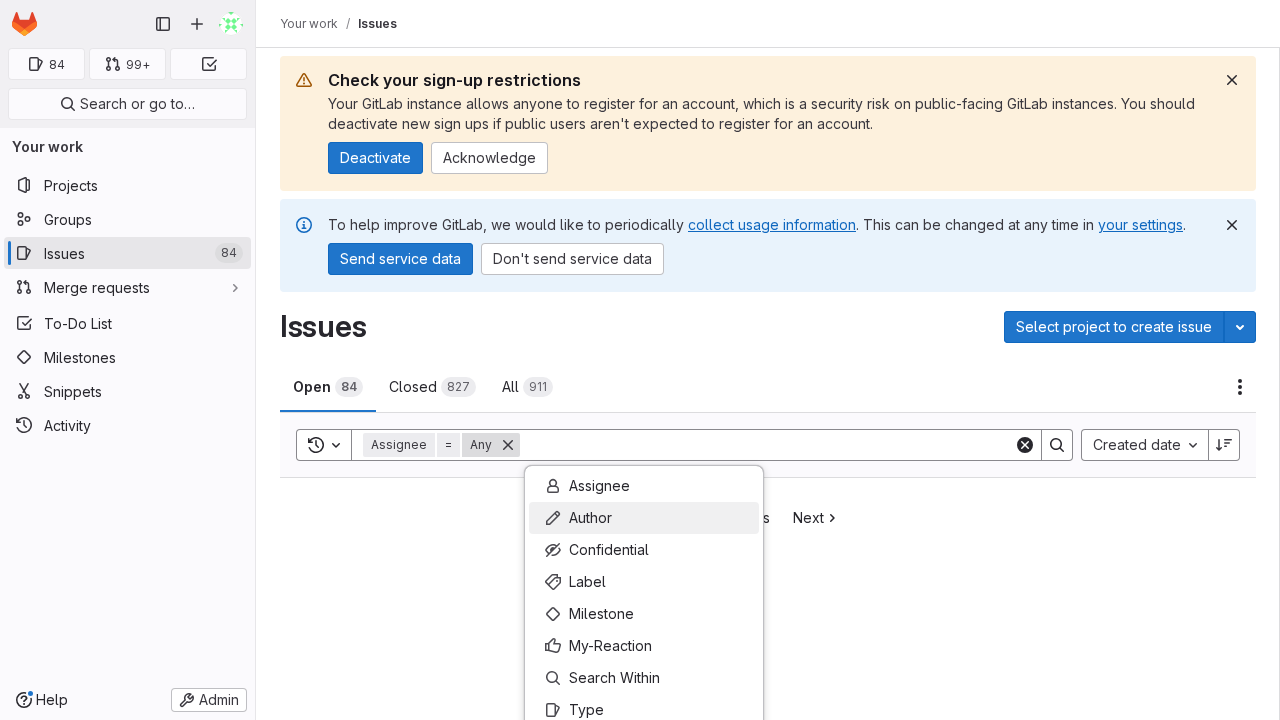 Your work / Issues
84
99+
Search or go to…
Your work
Projects
Groups
Issues 84
Merge requests
To-Do List
Milestones
Snippets
Activity
Help
Admin
Check your sign-up restrictions
Your GitLab instance allows anyone to register for an account, which is a security risk on public-facing GitLab instances. You should
deactivate new sign ups if public users aren't expected to register for an account.
Deactivate
Acknowledge
To help improve GitLab, we would like to periodically collect usage information. This can be changed at any time in your settings.
Send service data
Don't send service data
Issues
Select project to create issue
Open 84
Closed 827
All 911
Assignee = Any
Created date
Assignee
Author
Confidential
Label
Milestone
My-Reaction
Search Within
Type
s
Next